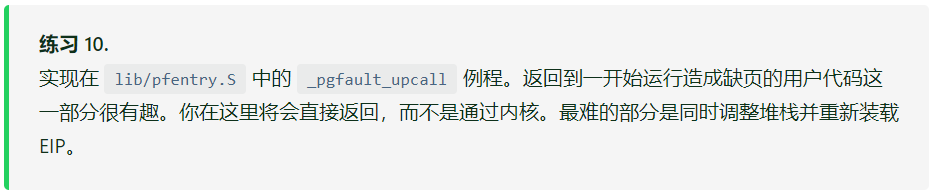 练习 10.
实现在 lib/pfentry.S 中的 _pgfault_upcall 例程。返回到一开始运行造成缺页的用户代码这
一部分很有趣。你在这里将会直接返回，而不是通过内核。最难的部分是同时调整堆栈并重新装载
EIP。